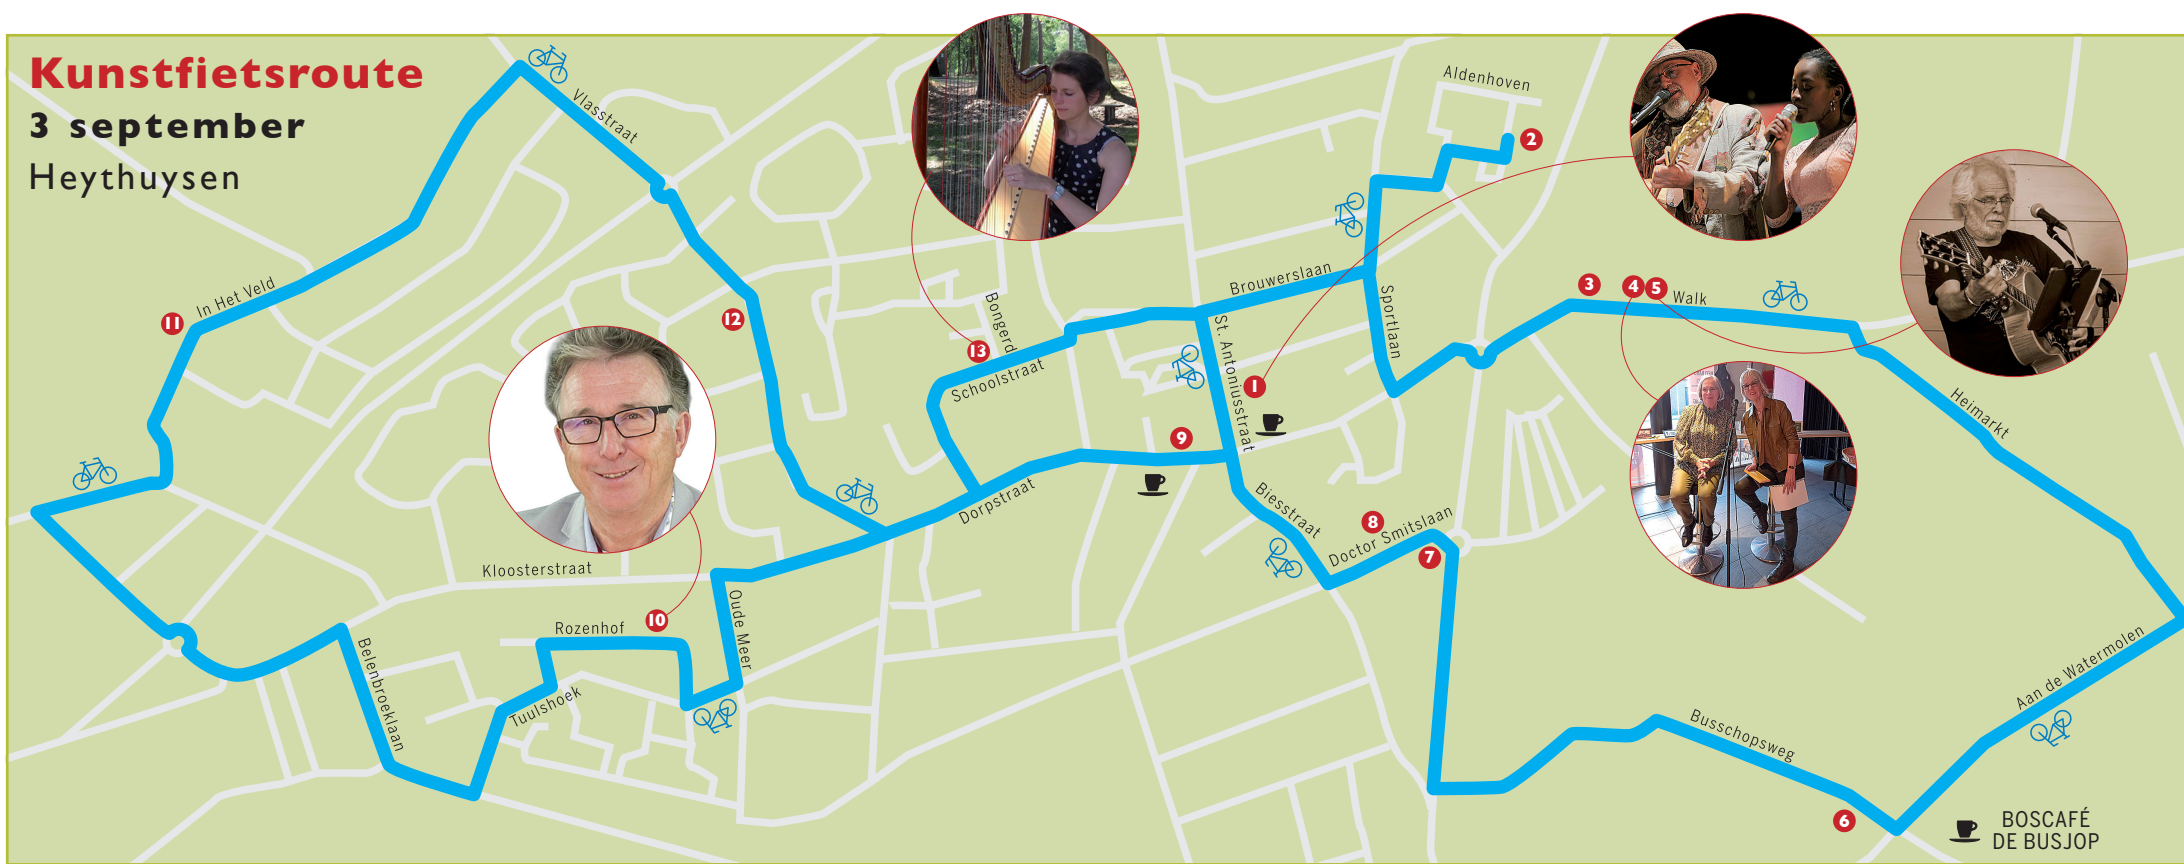 Kunstfietsroute
3 september
Heythuysen
Vlasstraat
Aldenhoven
2
In Het Veld
11
12
Bongerd
13
Schoolstraat
Brouwerslaan
Sportlaan
St. Antoniusstraat
1
3
4
5
Walk
Heimarkt
9
Dorpstraat
Biesstraat
8
Doctor Smitslaan
7
Kloosterstraat
10
Rozenhof
Oude Meer
Belenbroeklaan
Tuulshoek
Aan de Watermolen
Busschopsweg
6
BOSCAFÉ
DE BUSJOP